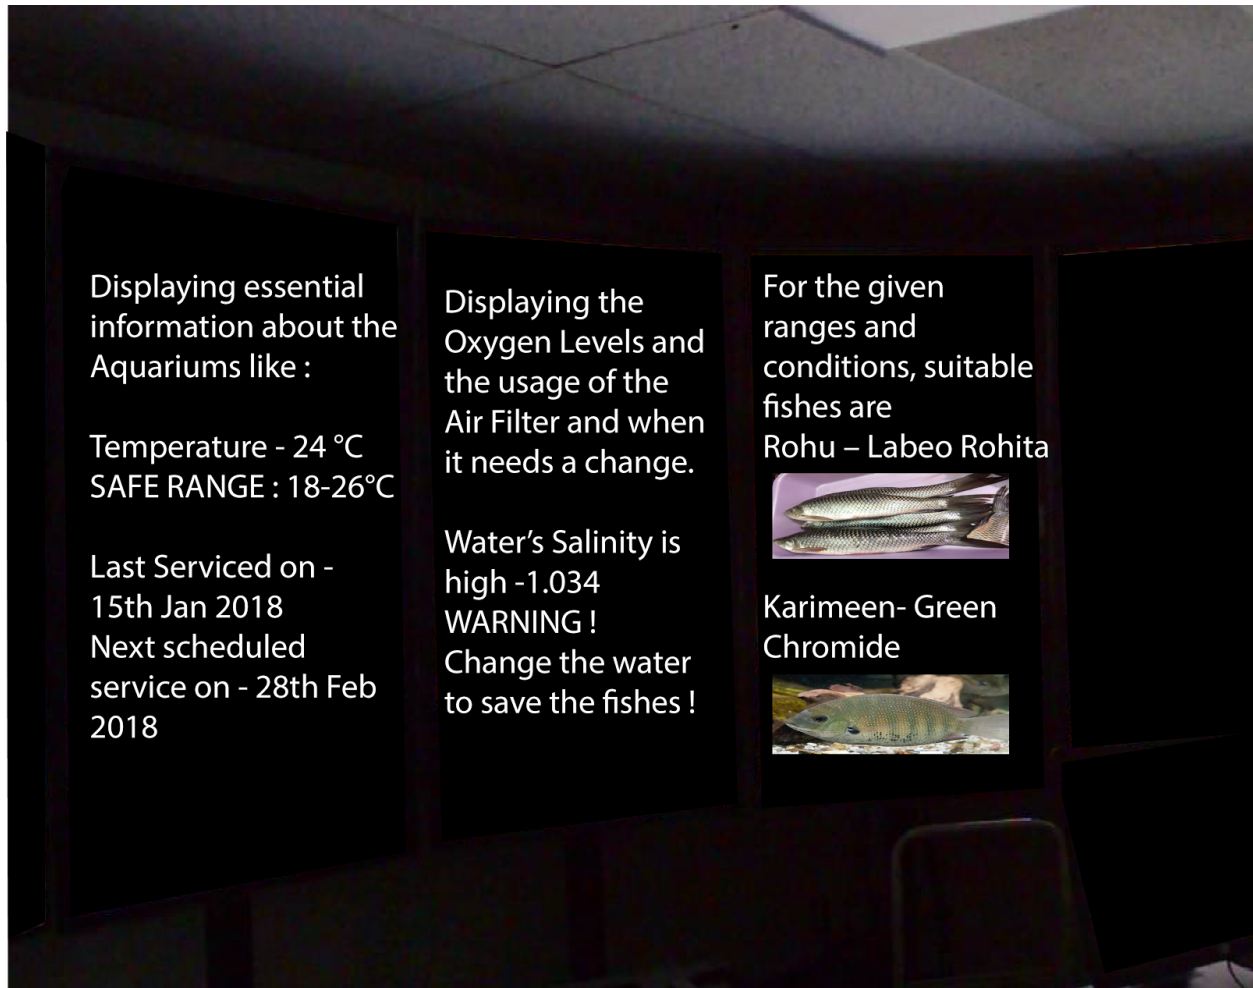 Displaying essential
information about the
Aquariums like :
Temperature - 24 °C
SAFE RANGE : 18-26°C
Last Serviced on -
15th Jan 2018
Next scheduled
service on - 28th Feb
2018
Displaying the
Oxygen Levels and
the usage of the
Air Filter and when
it needs a change.
Water’s Salinity is
high -1.034
WARNING !
Change the water
to save the fishes !
For the given
ranges and
conditions, suitable
fishes are
Rohu – Labeo Rohita
Karimeen- Green
Chromide